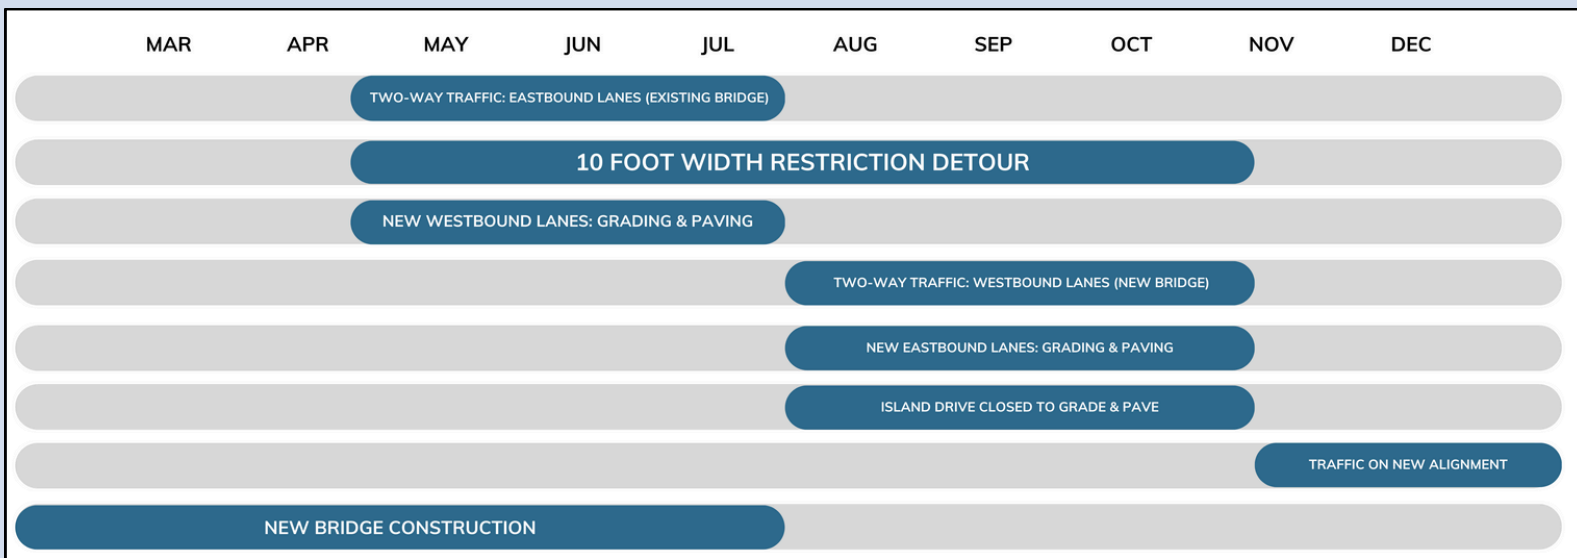 MAR APR MAY JUN JUL AUG SEP OCT NOV DEC
TWO-WAY TRAFFIC: EASTBOUND LANES (EXISTING BRIDGE)
10 FOOT WIDTH RESTRICTION DETOUR
NEW WESTBOUND LANES: GRADING & PAVING
TWO-WAY TRAFFIC: WESTBOUND LANES (NEW BRIDGE)
NEW EASTBOUND LANES: GRADING & PAVING
ISLAND DRIVE CLOSED TO GRADE & PAVE
TRAFFIC ON NEW ALIGNMENT
NEW BRIDGE CONSTRUCTION